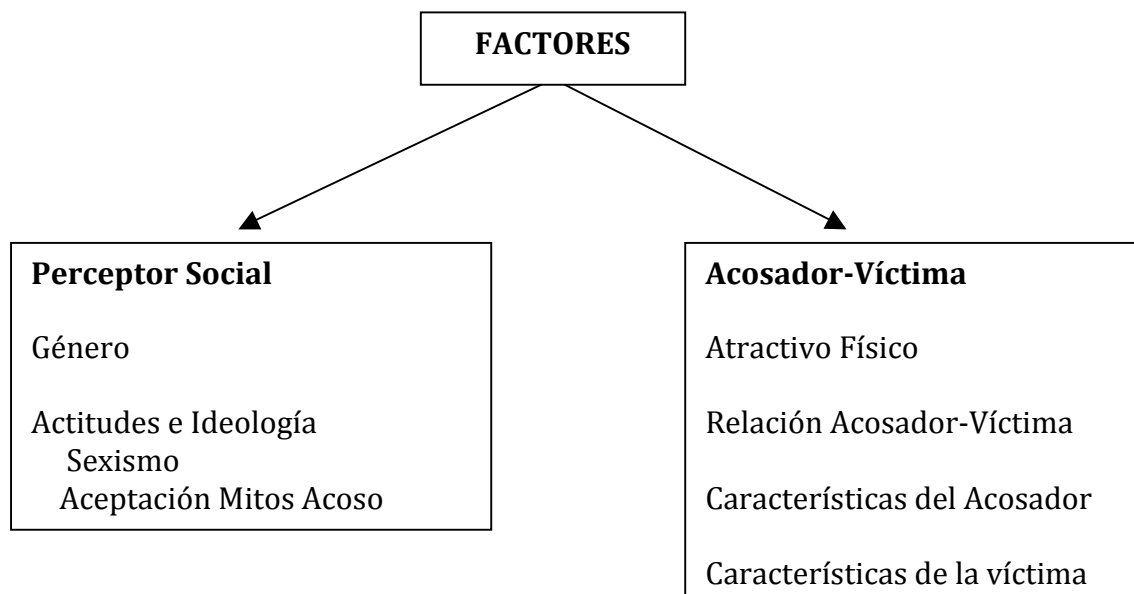 FACTORES
Perceptor Social
Género
Actitudes e Ideología
Sexismo
Aceptación Mitos Acoso
Acosador-Víctima
Atractivo Físico
Relación Acosador-Víctima
Características del Acosador
Características de la víctima